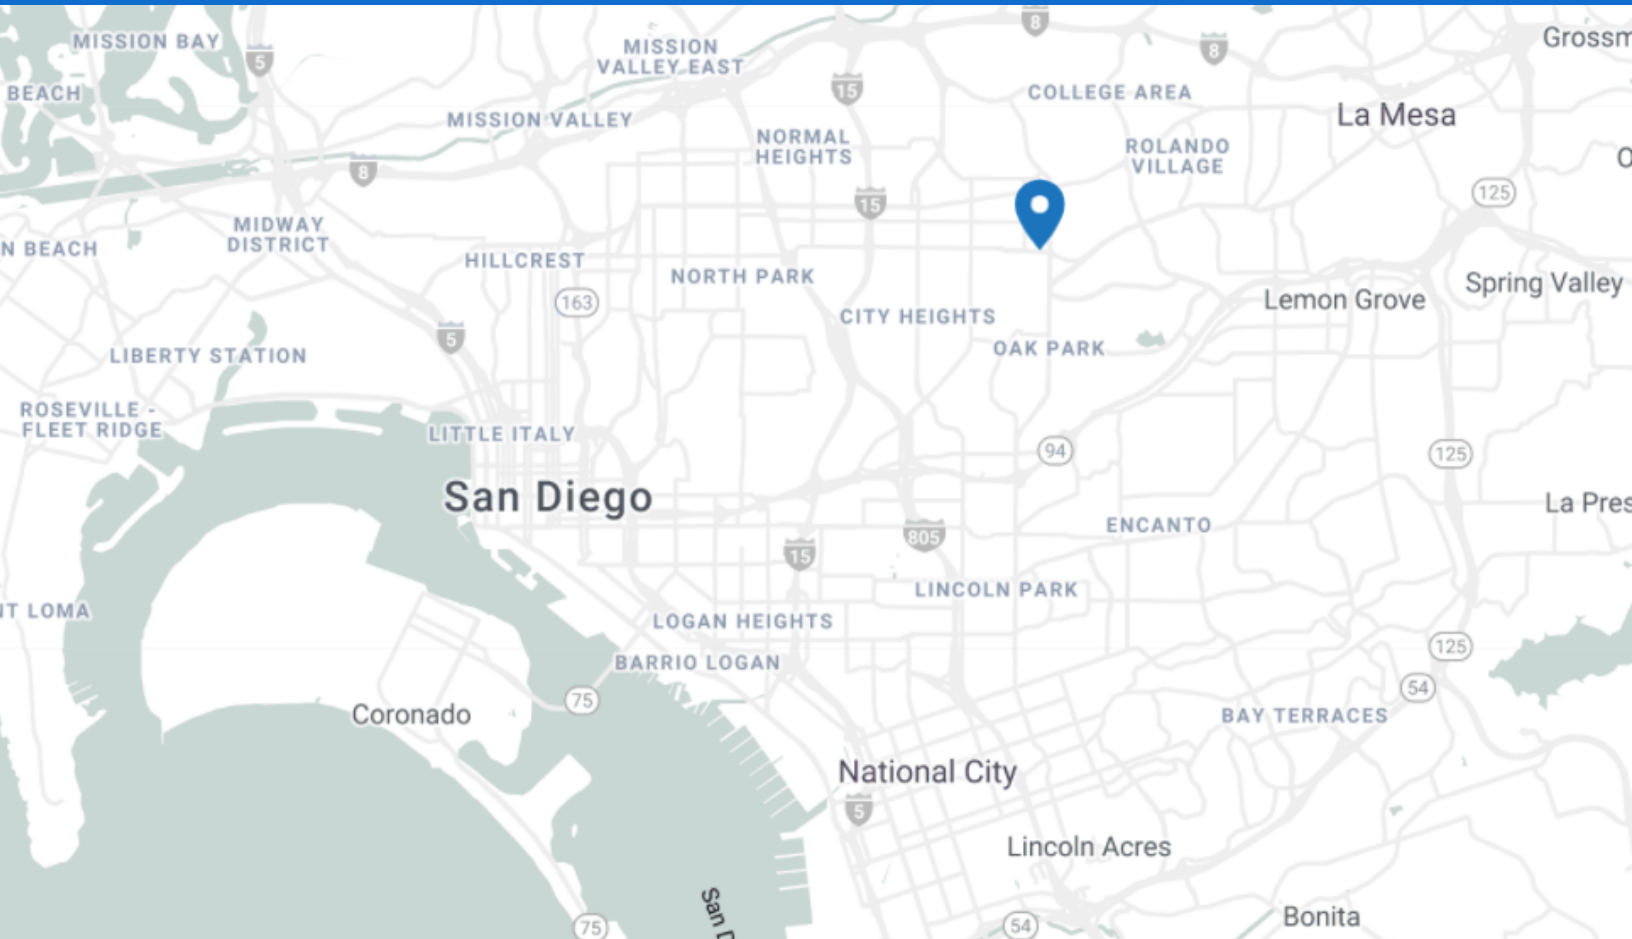 8
Grossm
MISSION BAY
5
MISSION
VALLEY EAST
8
BEACH
15
COLLEGE AREA
La Mesa
MISSION VALLEY
NORMAL
HEIGHTS
ROLANDO
VILLAGE
O
8
125
15
MIDWAY
DISTRICT
N BEACH
HILLCREST
NORTH PARK
Spring Valley
163
Lemon Grove
CITY HEIGHTS
5
OAK PARK
LIBERTY STATION
ROSEVILLE -
FLEET RIDGE
LITTLE ITALY
94
125
San Diego
La Pres
ENCANTO
805
15
LINCOLN PARK
NT LOMA
LOGAN HEIGHTS
125
BARRIO LOGAN
54
75
Coronado
BAY TERRACES
National City
5
Lincoln Acres
San D
Bonita
75
54